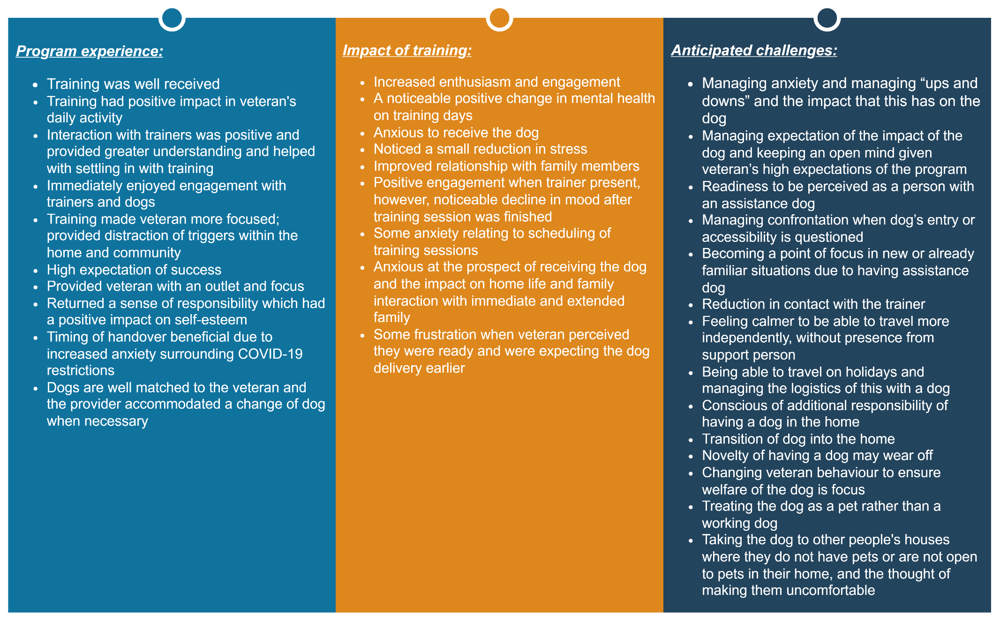 Program experience:
• Training was well received
• Training had positive impact in veteran's
daily activity
• Interaction with trainers was positive and
provided greater understanding and helped
with settling in with training
• Immediately enjoyed engagement with
trainers and dogs
• Training made veteran more focused;
provided distraction of triggers within the
home and community
• High expectation of success
• Provided veteran with an outlet and focus
• Returned a sense of responsibility which had
a positive impact on self-esteem
• Timing of handover beneficial due to
increased anxiety surrounding COVID-19
restrictions
• Dogs are well matched to the veteran and
the provider accommodated a change of dog
when necessary
Impact of training:
• Increased enthusiasm and engagement
• A noticeable positive change in mental health
on training days
• Anxious to receive the dog
• Noticed a small reduction in stress
• Improved relationship with family members
• Positive engagement when trainer present,
however, noticeable decline in mood after
training session was finished
• Some anxiety relating to scheduling of
training sessions
• Anxious at the prospect of receiving the dog
and the impact on home life and family
interaction with immediate and extended
family
• Some frustration when veteran perceived
they were ready and were expecting the dog
delivery earlier
Anticipated challenges:
• Managing anxiety and managing “ups and
downs” and the impact that this has on the
dog
• Managing expectation of the impact of the
dog and keeping an open mind given
veteran’s high expectations of the program
• Readiness to be perceived as a person with
an assistance dog
• Managing confrontation when dog’s entry or
accessibility is questioned
• Becoming a point of focus in new or already
familiar situations due to having assistance
dog
• Reduction in contact with the trainer
• Feeling calmer to be able to travel more
independently, without presence from
support person
• Being able to travel on holidays and
managing the logistics of this with a dog
• Conscious of additional responsibility of
having a dog in the home
• Transition of dog into the home
• Novelty of having a dog may wear off
• Changing veteran behaviour to ensure
welfare of the dog is focus
• Treating the dog as a pet rather than a
working dog
• Taking the dog to other people's houses
where they do not have pets or are not open
to pets in their home, and the thought of
making them uncomfortable